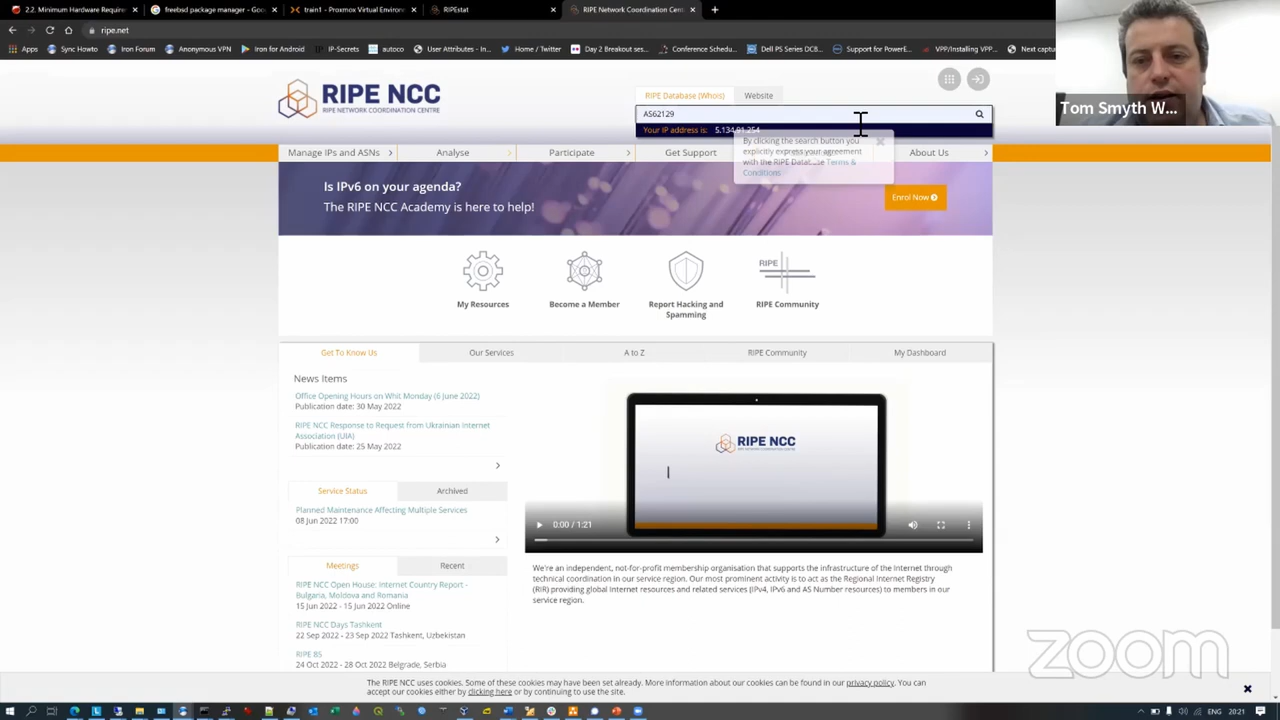 2.2. Minimum Hardware Require
freebsd package manager - Goo
train1 - Proxmox Virtual Environ
RIPEstat
RIPE Network Coordination Cent
ripe.net
Apps
Sync Howto
Iron Forum
Anonymous VPN
Iron for Android
IP-Secrets
autoco
User Attributes - In...
Home / Twitter
Day 2 Breakout ses...
Conference Schedu...
Dell PS Series DCB...
Support for PowerE...
VPP/Installing VPP...
Next captu
Tom Smyth W...
RIPE NCC
RIPE NETWORK COORDINATION CENTRE
RIPE Database (Whois)
Website
AS62129
Your IP address is: 5.134.91.254
By clicking the search button you
explicitly express your agreement
with the RIPE Database Terms &
Conditions
Manage IPs and ASNs
Analyse
Participate
Get Support
About Us
Is IPv6 on your agenda?
The RIPE NCC Academy is here to help!
Enrol Now
My Resources
Become a Member
Report Hacking and
Spamming
RIPE
RIPE Community
Get To Know Us
Our Services
A to Z
RIPE Community
My Dashboard
News Items
Office Opening Hours on Whit Monday (6 June 2022)
Publication date: 30 May 2022
RIPE NCC Response to Request from Ukrainian Internet
Association (UIA)
Publication date: 25 May 2022
Service Status
Archived
Planned Maintenance Affecting Multiple Services
08 Jun 2022 17:00
Meetings
Recent
RIPE NCC Open House: Internet Country Report -
Bulgaria, Moldova and Romania
15 Jun 2022 - 15 Jun 2022 Online
RIPE NCC Days Tashkent
22 Sep 2022 - 23 Sep 2022 Tashkent, Uzbekistan
RIPE 85
24 Oct 2022 - 28 Oct 2022 Belgrade, Serbia
RIPE NCC
0:00 / 1:21
We're an independent, not-for-profit membership organisation that supports the infrastructure of the Internet through
technical coordination in our service region. Our most prominent activity is to act as the Regional Internet Registry
(RIR) providing global Internet resources and related services (IPv4, IPv6 and AS Number resources) to members in our
service region.
zoom
The RIPE NCC uses cookies. Some of these cookies may have been set already. More information about our cookies can be found in our privacy policy. You can
accept our cookies either by clicking here or by continuing to use the site.
ENG
20:21